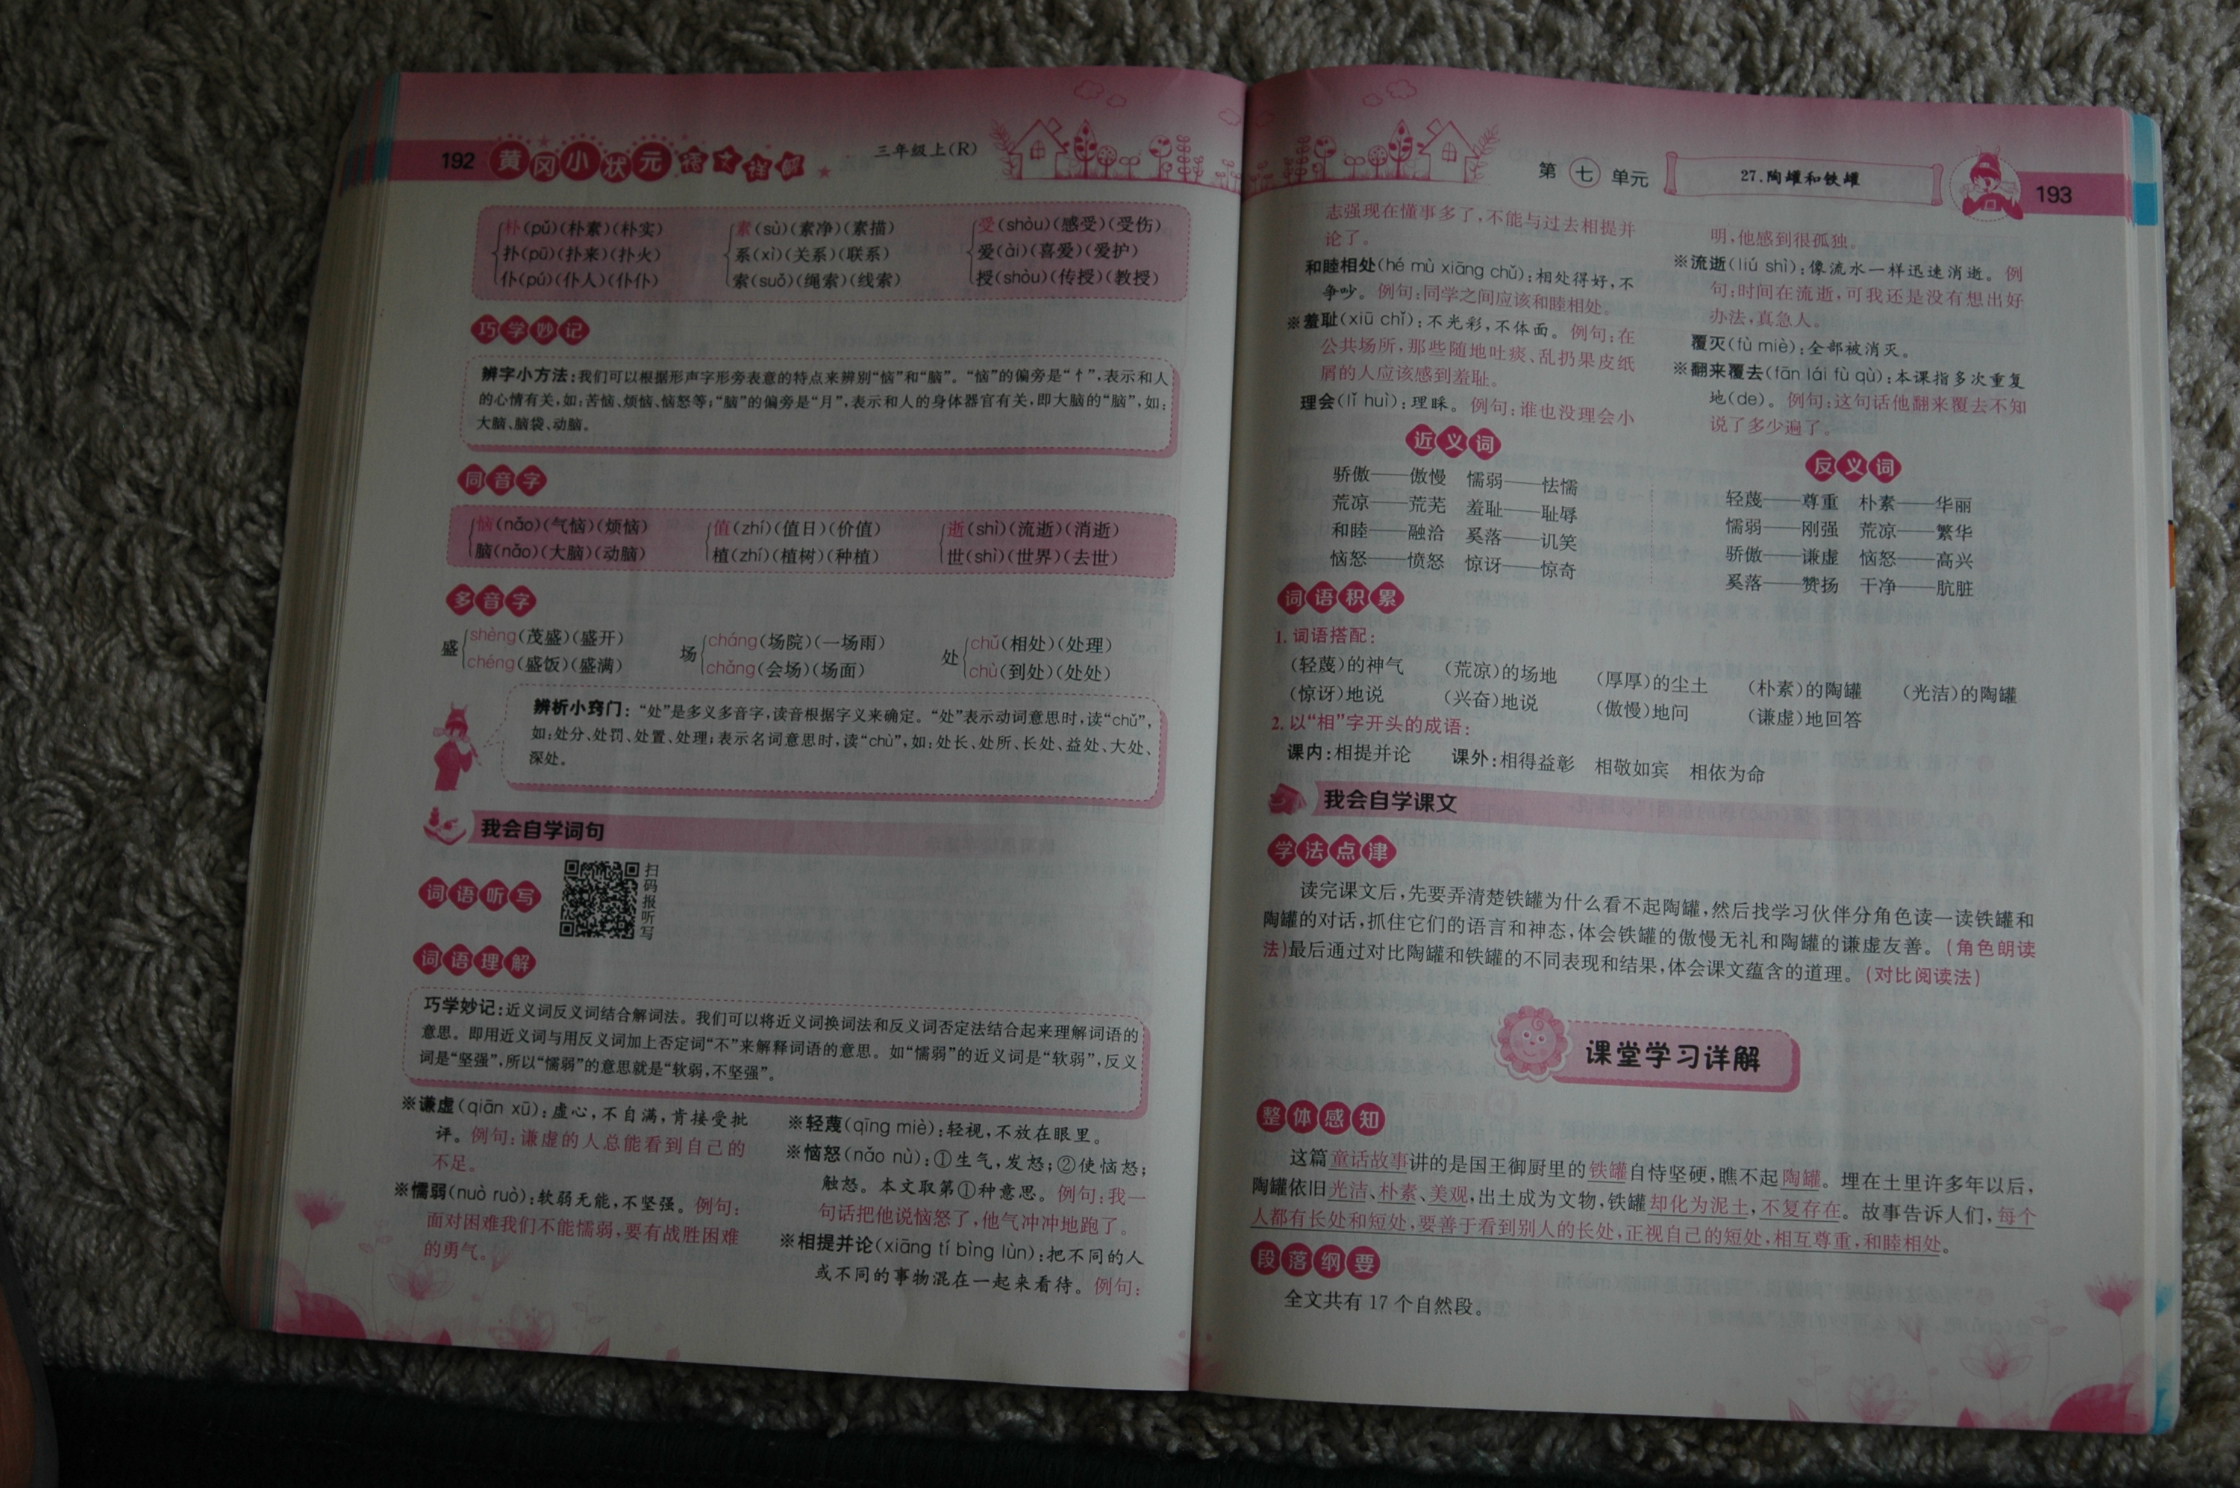 192 黄冈小状元 课文详解 三年级上(R)
朴(pǔ)(朴素)(朴实)
扑(pū)(扑来)(扑火)
仆(pú)(仆人)(仆仆)
素(sù)(素净)(素描)
系(xì)(关系)(联系)
索(suǒ)(绳索)(线索)
受(shòu)(感受)(受伤)
爱(ài)(喜爱)(爱护)
授(shòu)(传授)(教授)
巧学妙记
辨字小方法:我们可以根据形声字形旁表意的特点来辨别“恼”和“脑”。“恼”的偏旁是“忄”,表示和人
的心情有关,如:苦恼、烦恼、恼怒等;“脑”的偏旁是“月”,表示和人的身体器官有关,即大脑的“脑”,如:
大脑、脑袋、动脑。
同音字
恼(nǎo)(气恼)(烦恼)
脑(nǎo)(大脑)(动脑)
值(zhí)(值日)(价值)
植(zhí)(植树)(种植)
逝(shì)(流逝)(消逝)
世(shì)(世界)(去世)
多音字
盛
shèng(茂盛)(盛开)
chéng(盛饭)(盛满)
场
cháng(场院)(一场雨)
chǎng(会场)(场面)
处
chǔ(相处)(处理)
chù(到处)(处处)
辨析小窍门:“处”是多义多音字,读音根据字义来确定。“处”表示动词意思时,读“chǔ”,
如:处分、处罚、处置、处理;表示名词意思时,读“chù”,如:处长、处所、长处、益处、大处、
深处。
我会自学词句
词语听写
扫
码
报
听
写
词语理解
巧学妙记:近义词反义词结合解词法。我们可以将近义词换词法和反义词否定法结合起来理解词语的
意思。即用近义词与用反义词加上否定词“不”来解释词语的意思。如“懦弱”的近义词是“软弱”,反义
词是“坚强”,所以“懦弱”的意思就是“软弱,不坚强”。
※谦虚(qiān xū):虚心,不自满,肯接受批
评。例句:谦虚的人总能看到自己的
不足。
※懦弱(nuò ruò):软弱无能,不坚强。例句:
面对困难我们不能懦弱,要有战胜困难
的勇气。
※轻蔑(qīng miè):轻视,不放在眼里。
※恼怒(nǎo nù):①生气,发怒;②使恼怒;
触怒。本文取第①种意思。例句:我一
句话把他说恼怒了,他气冲冲地跑了。
※相提并论(xiāng tí bìng lùn):把不同的人
或不同的事物混在一起来看待。例句:
第七单元 27.陶罐和铁罐 193
志强现在懂事多了,不能与过去相提并
论了。
和睦相处(hé mù xiāng chǔ):相处得好,不
争吵。例句:同学之间应该和睦相处。
※羞耻(xiū chǐ):不光彩;不体面。例句:在
公共场所,那些随地吐痰、乱扔果皮纸
屑的人应该感到羞耻。
理会(lǐ huì):理睬。例句:谁也没理会小
明,他感到很孤独。
※流逝(liú shì):像流水一样迅速消逝。例
句:时间在流逝,可我还是没有想出好
办法,真急人。
覆灭(fù miè):全部被消灭。
※翻来覆去(fān lái fù qù):本课指多次重复
地(de)。例句:这句话他翻来覆去不知
说了多少遍了。
近义词
骄傲——傲慢 懦弱——怯懦
荒凉——荒芜 羞耻——耻辱
和睦——融洽 奚落——讥笑
恼怒——愤怒 惊讶——惊奇
反义词
轻蔑——尊重 朴素——华丽
懦弱——刚强 荒凉——繁华
骄傲——谦虚 恼怒——高兴
奚落——赞扬 干净——肮脏
词语积累
1. 词语搭配:
(轻蔑)的神气 (荒凉)的场地 (厚厚)的尘土 (朴素)的陶罐 (光洁)的陶罐
(惊讶)地说 (兴奋)地说 (傲慢)地问 (谦虚)地回答
2. 以“相”字开头的成语:
课内:相提并论 课外:相得益彰 相敬如宾 相依为命
我会自学课文
学法点津
读完课文后,先要弄清楚铁罐为什么看不起陶罐,然后找学习伙伴分角色读一读铁罐和
陶罐的对话,抓住它们的语言和神态,体会铁罐的傲慢无礼和陶罐的谦虚友善。(角色朗读
法)最后通过对比陶罐和铁罐的不同表现和结果,体会课文蕴含的道理。(对比阅读法)
课堂学习详解
整体感知
这篇童话故事讲的是国王御厨里的铁罐自恃坚硬,瞧不起陶罐。埋在土里许多年以后,
陶罐依旧光洁、朴素、美观,出土成为文物,铁罐却化为泥土,不复存在。故事告诉人们,每个
人都有长处和短处,要善于看到别人的长处,正视自己的短处,相互尊重,和睦相处。
段落纲要
全文共有17个自然段。